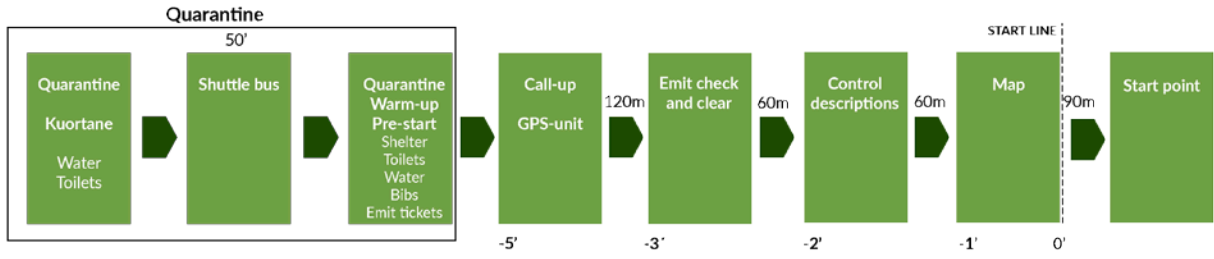 Quarantine
50'
START LINE
Quarantine
Kuortane
Water
Toilets
Shuttle bus
Quarantine
Warm-up
Pre-start
Shelter
Toilets
Water
Bibs
Emit tickets
Call-up
GPS-unit
120m
Emit check
and clear
60m
Control
descriptions
60m
Map
90m
Start point
-5'
-3´
-2'
-1'
0'